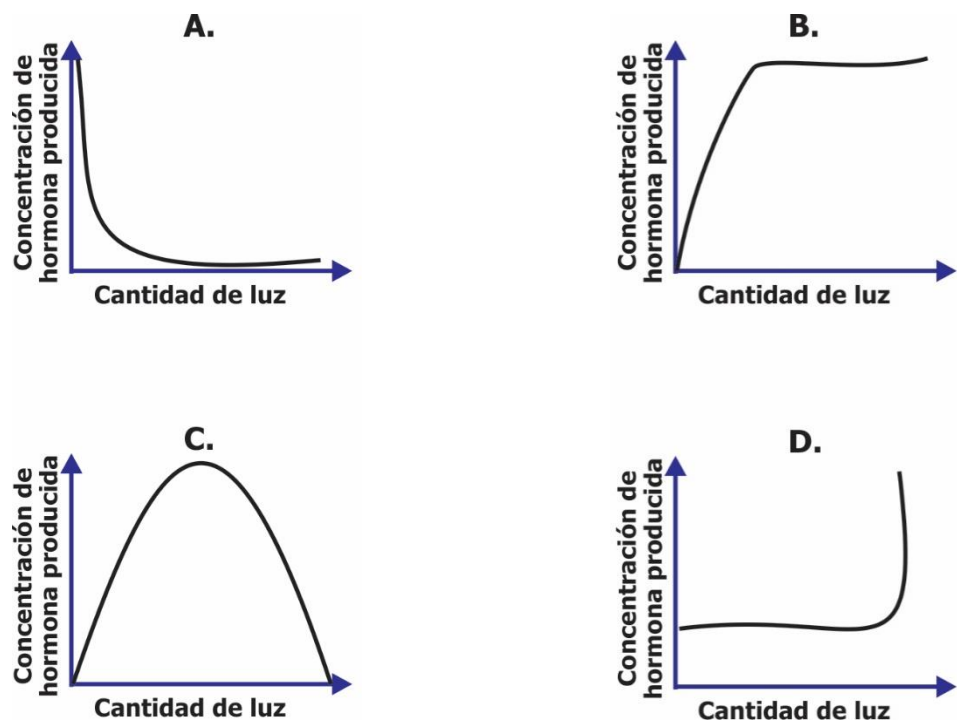 A.
Concentración de
hormona producida
Cantidad de luz
B.
Concentración de
hormona producida
Cantidad de luz
C.
Concentración de
hormona producida
Cantidad de luz
D.
Concentración de
hormona producida
Cantidad de luz